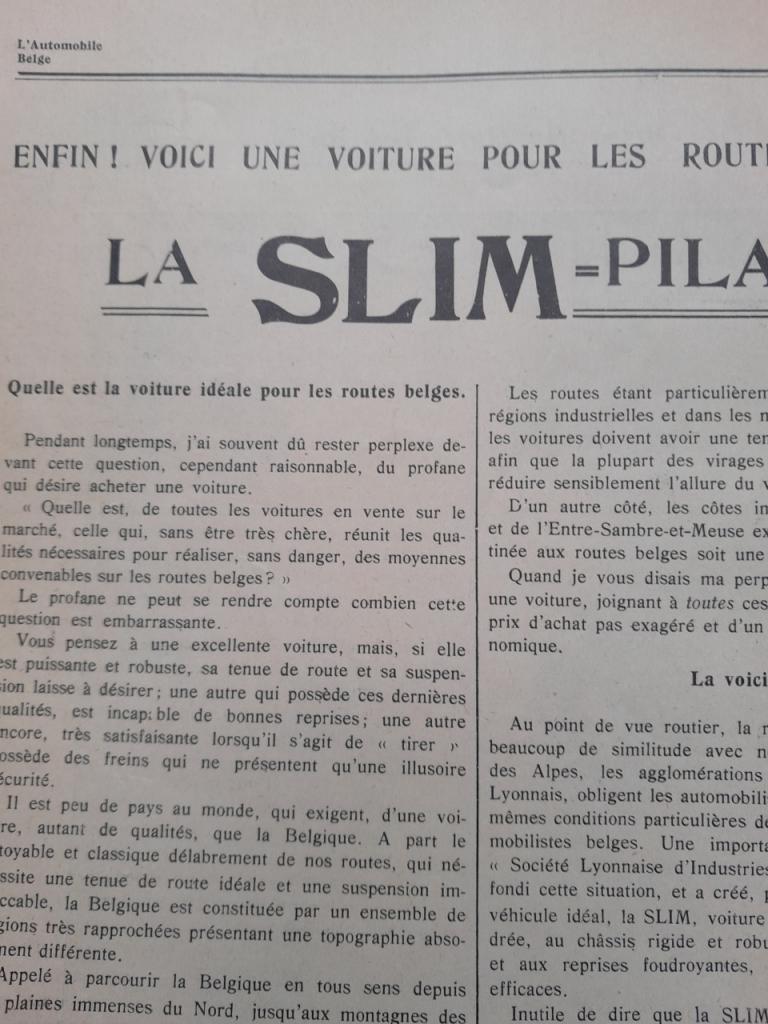 L'Automobile
Belge
ENFIN ! VOICI UNE VOITURE POUR LES ROUT
LA SLIM=PILA
Quelle est la voiture idéale pour les routes belges.
Pendant longtemps, j'ai souvent dû rester perplexe de-
vant cette question, cependant raisonnable, du profane
qui désire acheter une voiture.
« Quelle est, de toutes les voitures en vente sur le
marché, celle qui, sans être très chère, réunit les qua-
lités nécessaires pour réaliser, sans danger, des moyennes
convenables sur les routes belges ? »
Le profane ne peut se rendre compte combien cette
question est embarrassante.
Vous pensez à une excellente voiture, mais, si elle
est puissante et robuste, sa tenue de route et sa suspen-
sion laisse à désirer ; une autre qui possède ces dernières
qualités, est incapable de bonnes reprises ; une autre
ncore, très satisfaisante lorsqu'il s'agit de « tirer »
ossède des freins qui ne présentent qu'une illusoire
écurité.
Il est peu de pays au monde, qui exigent, d'une voi-
re, autant de qualités, que la Belgique. A part le
toyable et classique délabrement de nos routes, qui né-
ssite une tenue de route idéale et une suspension im-
ccable, la Belgique est constituée par un ensemble de
gions très rapprochées présentant une topographie abso-
ment différente.
Appelé à parcourir la Belgique en tous sens depuis
plaines immenses du Nord, jusqu'aux montagnes des
Les routes étant particulièrem
régions industrielles et dans les
les voitures doivent avoir une ten
afin que la plupart des virages
réduire sensiblement l'allure du
D'un autre côté, les côtes in
et de l'Entre-Sambre-et-Meuse ex
tinée aux routes belges soit une
Quand je vous disais ma perp
une voiture, joignant à toutes ces
prix d'achat pas exagéré et d'un
nomique.
La voici
Au point de vue routier, la
beaucoup de similitude avec
des Alpes, les agglomérations
Lyonnais, obligent les automobili
mêmes conditions particulières de
mobilistes belges. Une importa
« Société Lyonnaise d'Industries
fondi cette situation, et a créé,
véhicule idéal, la SLIM, voiture
drée, au châssis rigide et robu
et aux reprises foudroyantes,
efficaces.
Inutile de dire que la SLIM